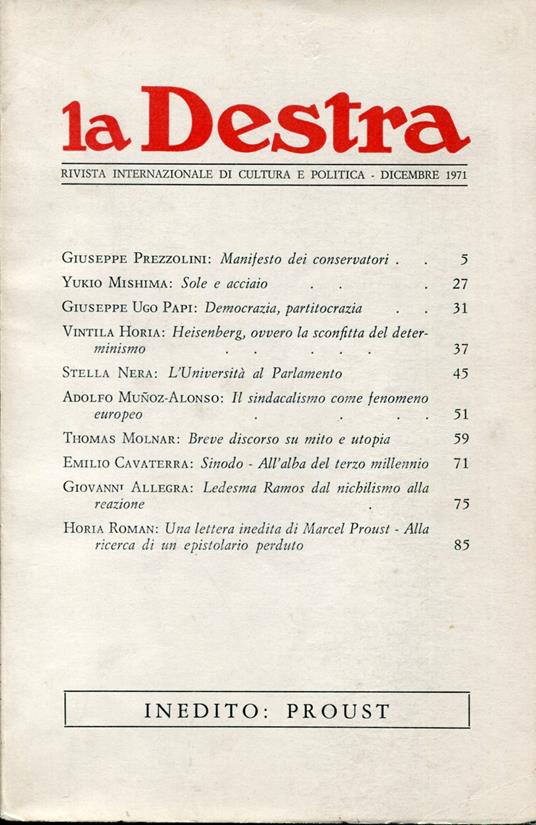 la Destra
RIVISTA INTERNAZIONALE DI CULTURA E POLITICA - DICEMBRE 1971
GIUSEPPE PREZZOLINI: Manifesto dei conservatori . . 5
YUKIO MISHIMA: Sole e acciaio . . . 27
GIUSEPPE UGO PAPI: Democrazia, partitocrazia . . 31
VINTILA HORIA: Heisenberg, ovvero la sconfitta del deter-
minismo . . . . . 37
STELLA NERA: L'Università al Parlamento 45
ADOLFO MUÑOZ-ALONSO: Il sindacalismo come fenomeno
europeo . . . . 51
THOMAS MOLNAR: Breve discorso su mito e utopia 59
EMILIO CAVATERRA: Sinodo - All'alba del terzo millennio 71
GIOVANNI ALLEGRA: Ledesma Ramos dal nichilismo alla
reazione . 75
HORIA ROMAN: Una lettera inedita di Marcel Proust - Alla
ricerca di un epistolario perduto 85
INEDITO: PROUST